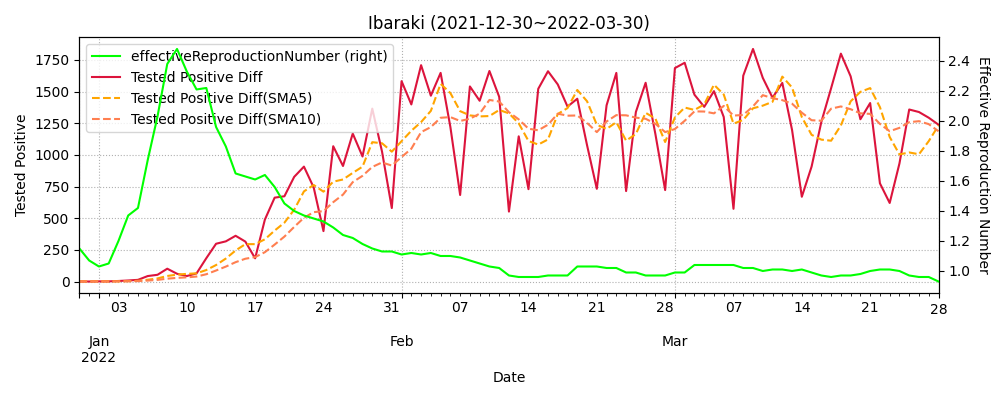 Ibaraki (2021-12-30~2022-03-30)
effectiveReproductionNumber (right)
Tested Positive Diff
Tested Positive Diff(SMA5)
Tested Positive Diff(SMA10)
Tested Positive
1750
1500
1250
1000
750
500
250
0
2.4
2.2
2.0
1.8
1.6
1.4
1.2
1.0
Effective Reproduction Number
03 10 17 24 31 07 14 21 28 07 14 21 28
Jan Feb Mar
2022
Date